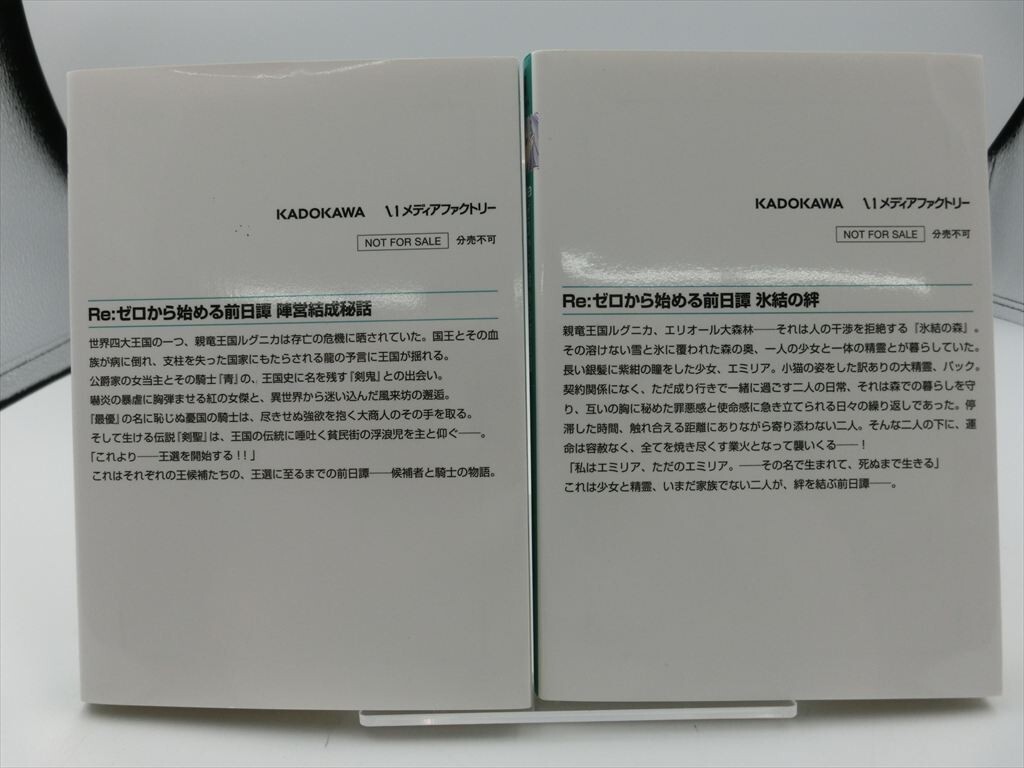 KADOKAWA メディアファクトリー
NOT FOR SALE 分売不可
Re:ゼロから始める前日譚 陣営結成秘話
世界四大王国の一つ、親竜王国ルグニカは存亡の危機に晒されていた。国王とその血
族が病に倒れ、支柱を失った国家にもたらされる龍の予言に王国が揺れる。
公爵家の女当主とその騎士『青』の、王国史に名を残す『剣鬼』との出会い。
嚇炎の暴虐に胸弾ませる紅の女傑と、異世界から迷い込んだ風来坊の邂逅。
『最優』の名に恥じぬ憂国の騎士は、尽きせぬ強欲を抱く大商人のその手を取る。
そして生ける伝説『剣聖』は、王国の伝統に唾吐く貧民街の浮浪児を主と仰ぐ――。
「これより――王選を開始する！！」
これはそれぞれの王候補たちの、王選に至るまでの前日譚――候補者と騎士の物語。
KADOKAWA メディアファクトリー
NOT FOR SALE 分売不可
Re:ゼロから始める前日譚 氷結の絆
親竜王国ルグニカ、エリオール大森林――それは人の干渉を拒絶する『氷結の森』。
その溶けない雪と氷に覆われた森の奥、一人の少女と一体の精霊とが暮らしていた。
長い銀髪に紫紺の瞳をした少女、エミリア。小猫の姿をした訳ありの大精霊、パック。
契約関係になく、ただ成り行きで一緒に過ごす二人の日常、それは森での暮らしを守
り、互いの胸に秘めた罪悪感と使命感に急き立てられる日々の繰り返しであった。停
滞した時間、触れ合える距離にありながら寄り添わない二人。そんな二人の下に、運
命は容赦なく、全てを焼き尽くす業火となって襲いくる――！
「私はエミリア、ただのエミリア。――その名で生まれて、死ぬまで生きる」
これは少女と精霊、いまだ家族でない二人が、絆を結ぶ前日譚――。